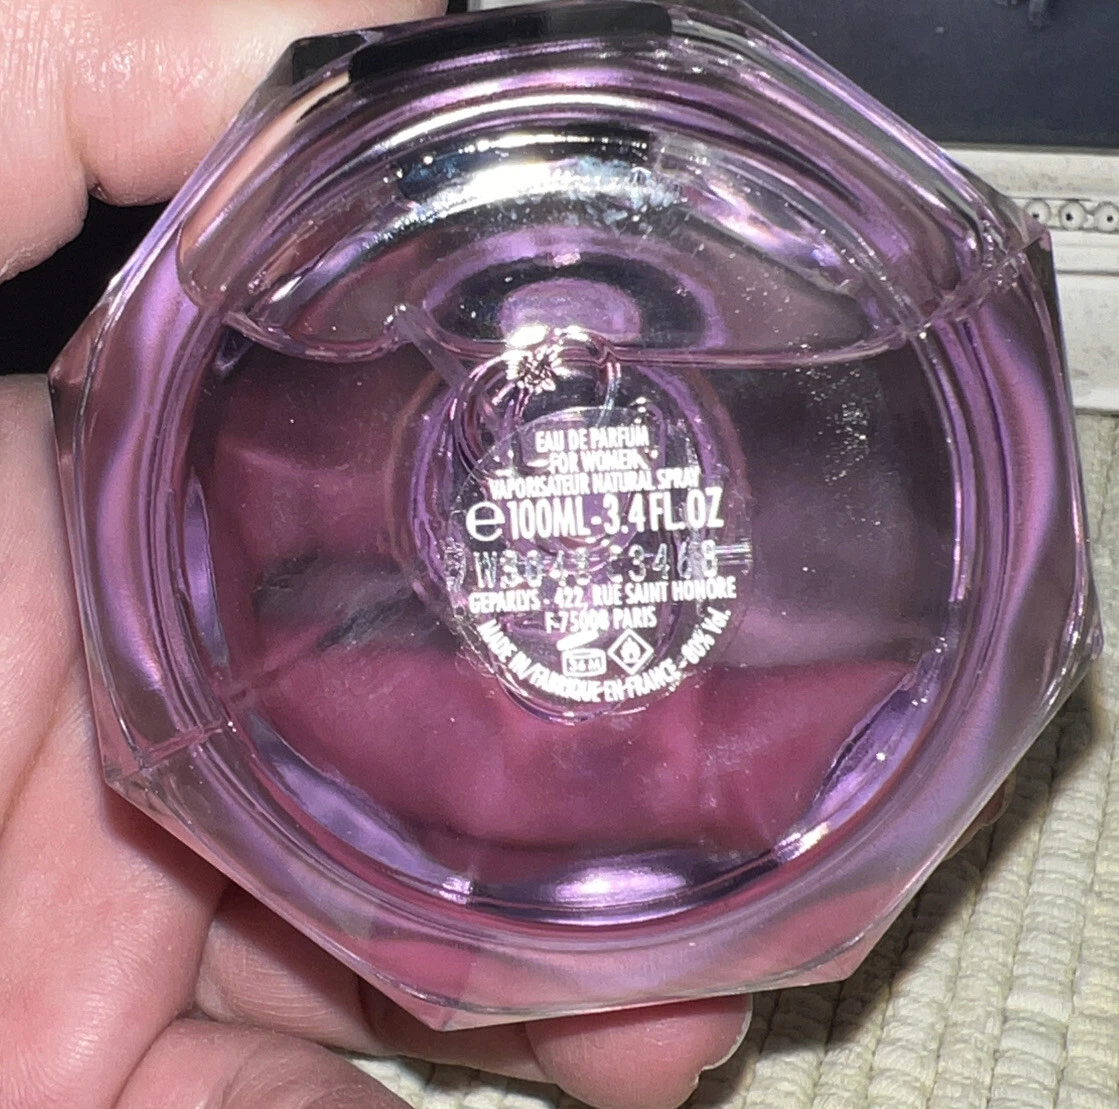 EAU DE PARFUM
FOR WOMEN
VAPORISATEUR NATURAL SPRAY
e 100ML - 3.4 FL.OZ
GEPARLYS - 422, RUE SAINT HONORE
F-75008 PARIS
36 M
MADE IN/FABRIQUE EN FRANCE - 80% Vol.